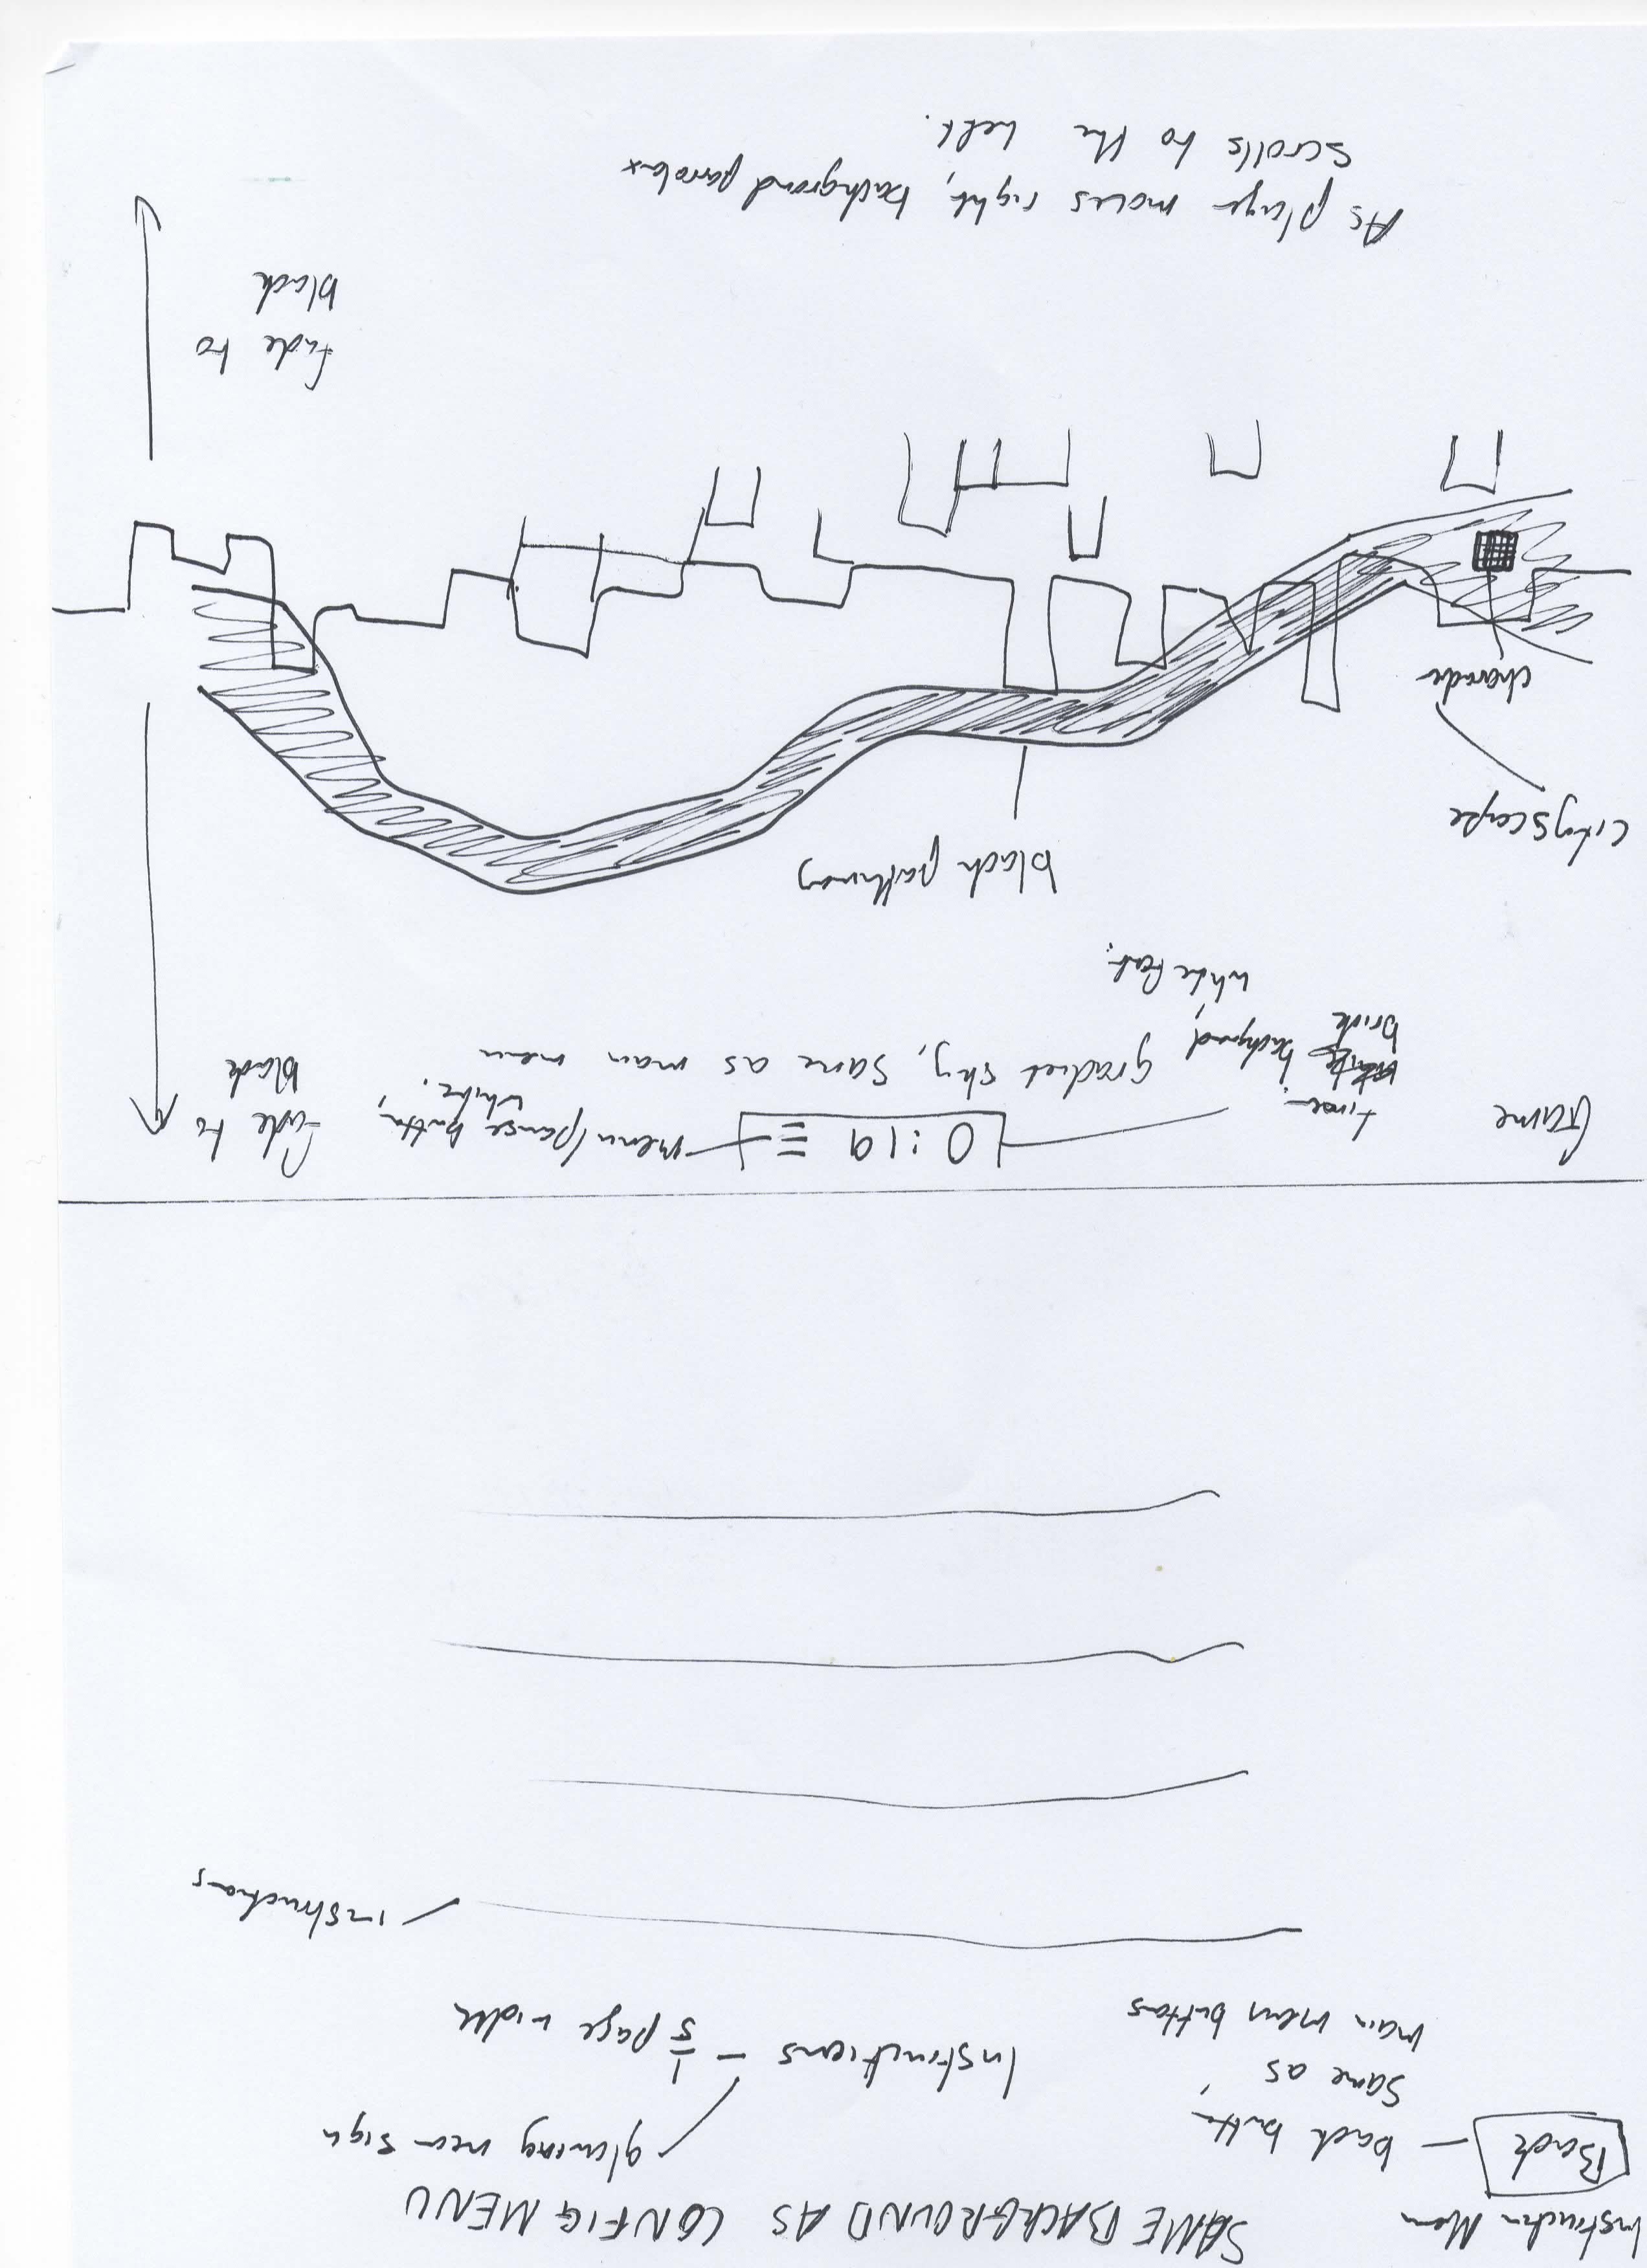 Instruction Menu
SAME BACKGROUND AS CONFIG MENU
Back
back button,
same as
main menu buttons
glowing neon sign
Instructions - 1/5 page width
instructions
Game
timer:
brick background,
white font.
0:19 ≡
menu/pause button,
white.
gradient sky, same as main menu
fade to
black
black pathway
cityscape
character
fade to
black
As player moves right, background parralax
scrolls to the left.